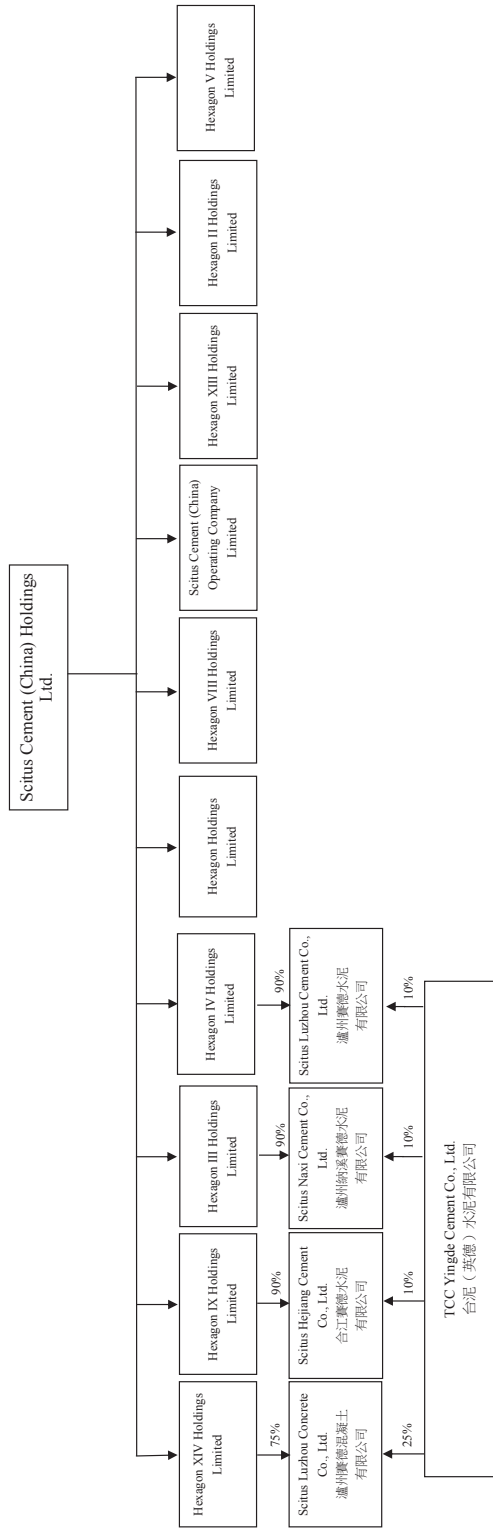 Scitus Cement (China) Holdings
Ltd.
Hexagon XIV Holdings
Limited
Hexagon IX Holdings
Limited
Hexagon III Holdings
Limited
Hexagon IV Holdings
Limited
Hexagon Holdings
Limited
Hexagon VIII Holdings
Limited
Scitus Cement (China)
Operating Company
Limited
Hexagon XIII Holdings
Limited
Hexagon II Holdings
Limited
Hexagon V Holdings
Limited
75%
90%
90%
90%
Scitus Luzhou Concrete
Co., Ltd.
瀘州賽德混凝土
有限公司
Scitus Hejiang Cement
Co., Ltd.
合江賽德水泥
有限公司
Scitus Naxi Cement Co.,
Ltd.
瀘州納溪賽德水泥
有限公司
Scitus Luzhou Cement Co.,
Ltd.
瀘州賽德水泥
有限公司
25%
10%
10%
10%
TCC Yingde Cement Co., Ltd.
台泥（英德）水泥有限公司